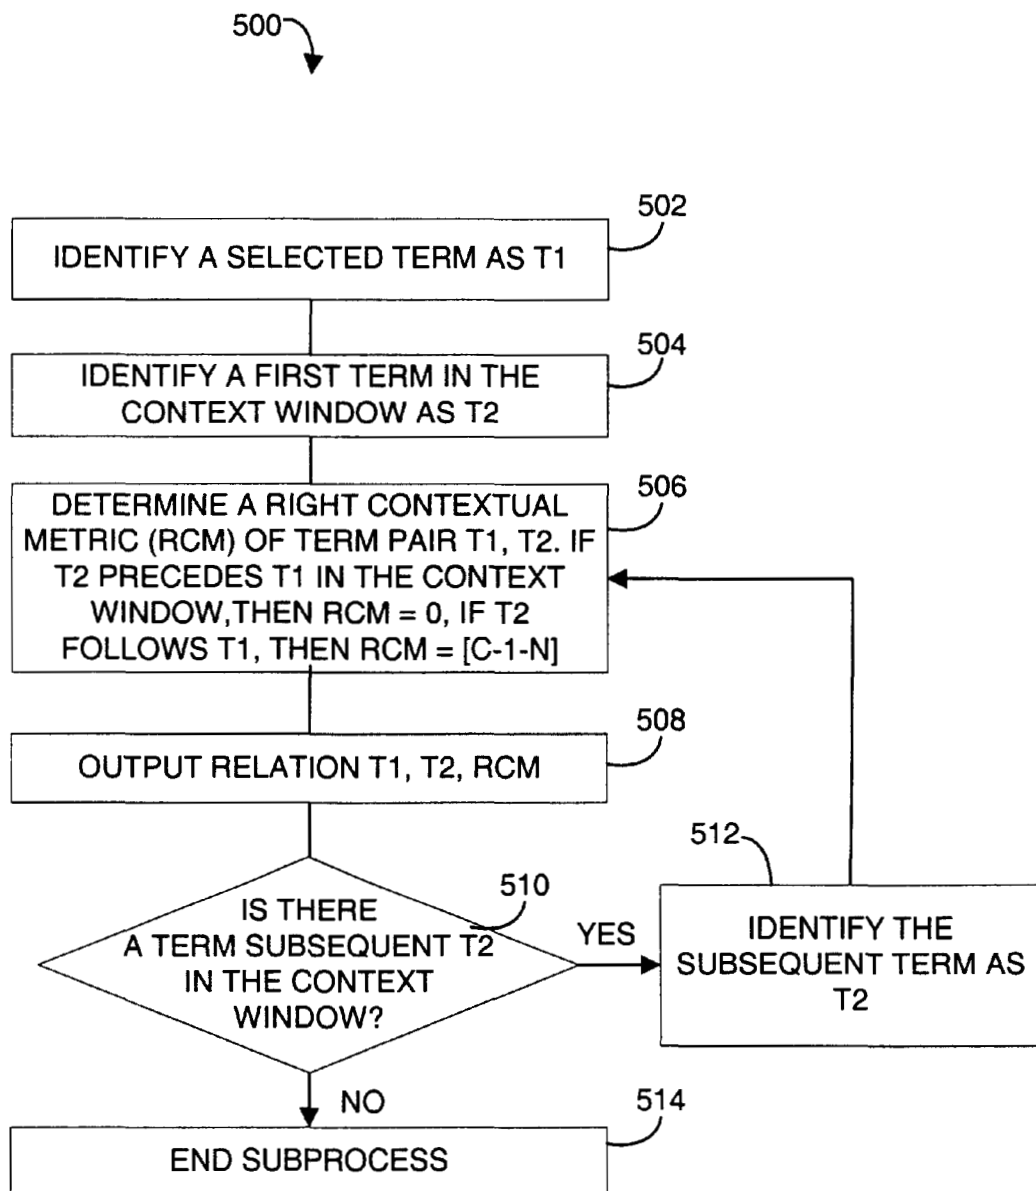 500
502
IDENTIFY A SELECTED TERM AS T1
504
IDENTIFY A FIRST TERM IN THE
CONTEXT WINDOW AS T2
506
DETERMINE A RIGHT CONTEXTUAL
METRIC (RCM) OF TERM PAIR T1, T2. IF
T2 PRECEDES T1 IN THE CONTEXT
WINDOW,THEN RCM = 0, IF T2
FOLLOWS T1, THEN RCM = [C-1-N]
508
OUTPUT RELATION T1, T2, RCM
510
IS THERE
A TERM SUBSEQUENT T2
IN THE CONTEXT
WINDOW?
YES
512
IDENTIFY THE
SUBSEQUENT TERM AS
T2
NO
514
END SUBPROCESS